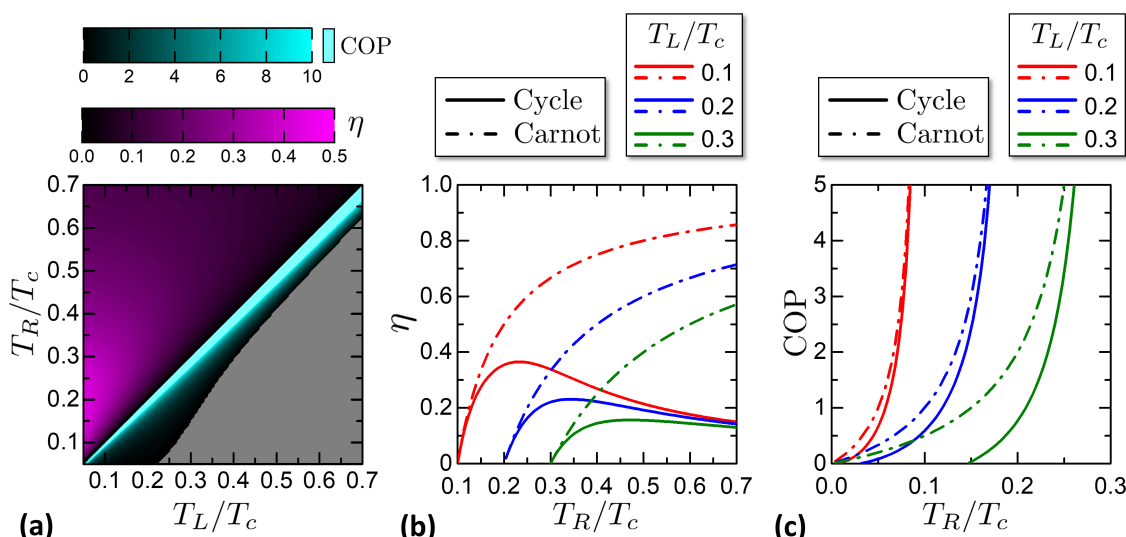 COP
0 2 4 6 8 10
η
0.0 0.1 0.2 0.3 0.4 0.5
0.7
0.6
0.5
0.4
0.3
0.2
0.1
T_R/T_c
0.1 0.2 0.3 0.4 0.5 0.6 0.7
T_L/T_c
(a)
Cycle
Carnot
T_L/T_c
0.1
0.2
0.3
1.0
0.8
0.6
0.4
0.2
0.0
η
0.1 0.2 0.3 0.4 0.5 0.6 0.7
T_R/T_c
(b)
Cycle
Carnot
T_L/T_c
0.1
0.2
0.3
5
4
3
2
1
0
COP
0.0 0.1 0.2 0.3
T_R/T_c
(c)